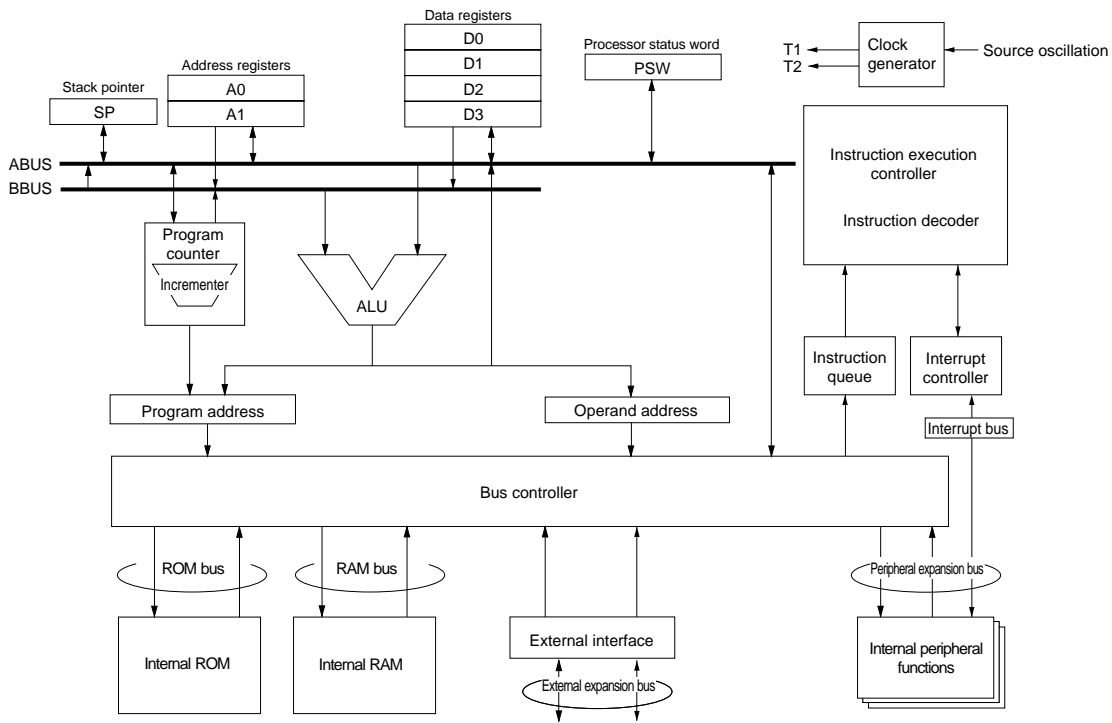 Data registers
D0
D1
D2
D3
Processor status word
PSW
T1
T2
Clock
generator
Source oscillation
Address registers
A0
A1
Stack pointer
SP
ABUS
BBUS
Instruction execution
controller
Instruction decoder
Program
counter
Incrementer
ALU
Instruction
queue
Interrupt
controller
Program address
Operand address
Interrupt bus
Bus controller
ROM bus
RAM bus
Peripheral expansion bus
Internal ROM
Internal RAM
External interface
Internal peripheral
functions
External expansion bus